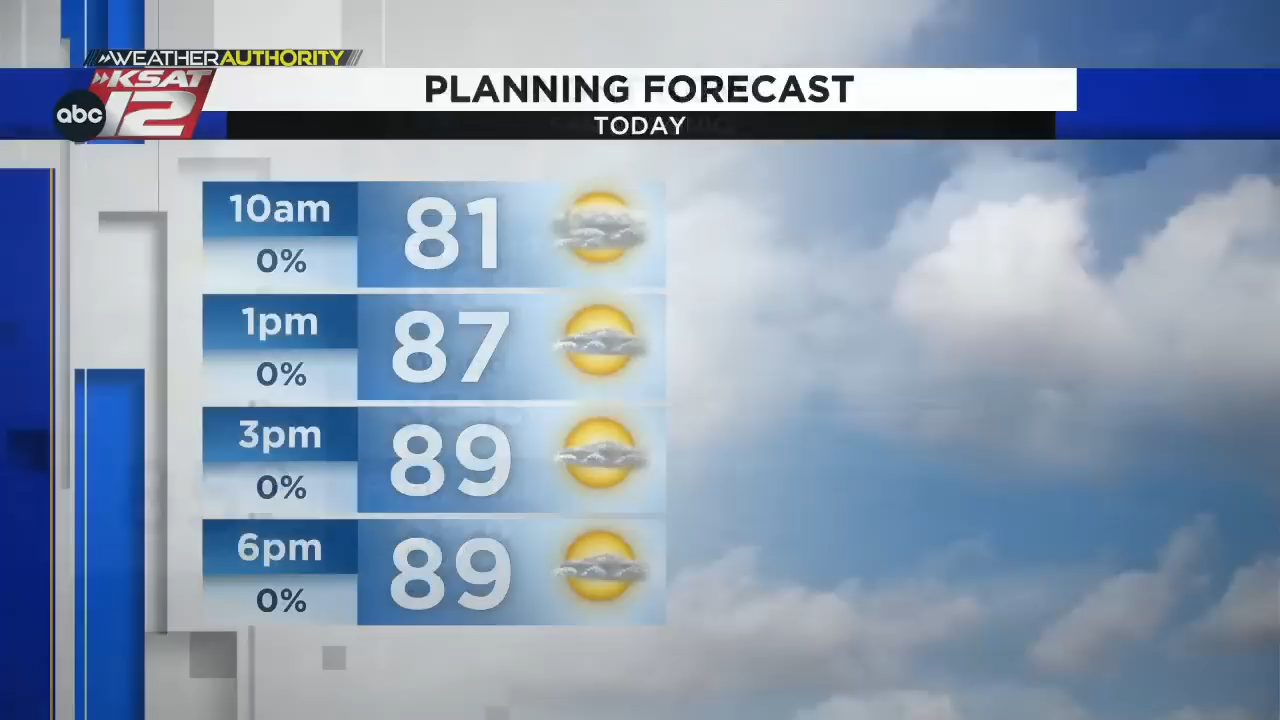 WEATHERAUTHORITY
KSAT
abc 12
PLANNING FORECAST
TODAY
10am 81
0%
1pm 87
0%
3pm 89
0%
6pm 89
0%